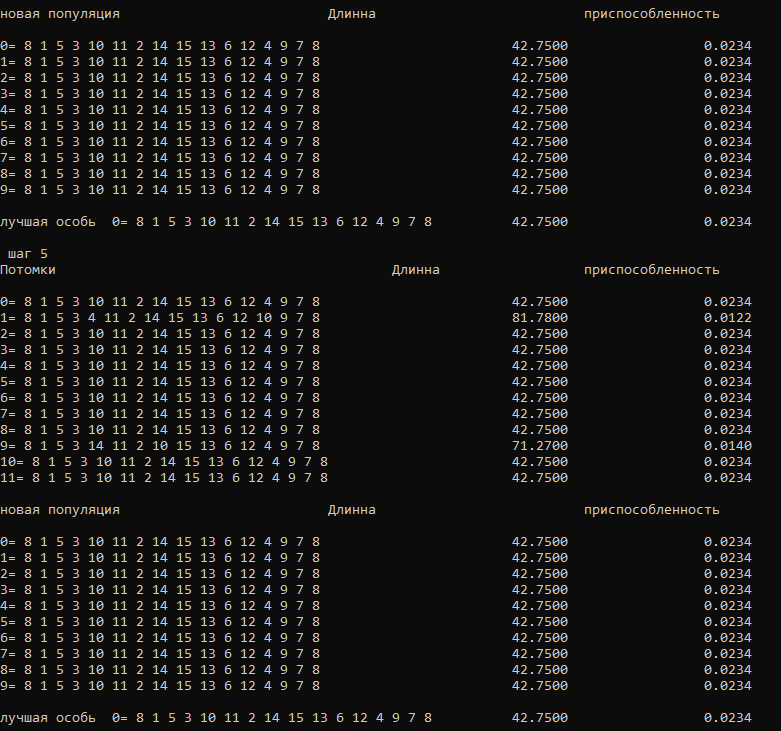 новая популяция Длинна приспособленность
0= 8 1 5 3 10 11 2 14 15 13 6 12 4 9 7 8 42.7500 0.0234
1= 8 1 5 3 10 11 2 14 15 13 6 12 4 9 7 8 42.7500 0.0234
2= 8 1 5 3 10 11 2 14 15 13 6 12 4 9 7 8 42.7500 0.0234
3= 8 1 5 3 10 11 2 14 15 13 6 12 4 9 7 8 42.7500 0.0234
4= 8 1 5 3 10 11 2 14 15 13 6 12 4 9 7 8 42.7500 0.0234
5= 8 1 5 3 10 11 2 14 15 13 6 12 4 9 7 8 42.7500 0.0234
6= 8 1 5 3 10 11 2 14 15 13 6 12 4 9 7 8 42.7500 0.0234
7= 8 1 5 3 10 11 2 14 15 13 6 12 4 9 7 8 42.7500 0.0234
8= 8 1 5 3 10 11 2 14 15 13 6 12 4 9 7 8 42.7500 0.0234
9= 8 1 5 3 10 11 2 14 15 13 6 12 4 9 7 8 42.7500 0.0234
лучшая особь 0= 8 1 5 3 10 11 2 14 15 13 6 12 4 9 7 8 42.7500 0.0234
шаг 5
Потомки Длинна приспособленность
0= 8 1 5 3 10 11 2 14 15 13 6 12 4 9 7 8 42.7500 0.0234
1= 8 1 5 3 4 11 2 14 15 13 6 12 10 9 7 8 81.7800 0.0122
2= 8 1 5 3 10 11 2 14 15 13 6 12 4 9 7 8 42.7500 0.0234
3= 8 1 5 3 10 11 2 14 15 13 6 12 4 9 7 8 42.7500 0.0234
4= 8 1 5 3 10 11 2 14 15 13 6 12 4 9 7 8 42.7500 0.0234
5= 8 1 5 3 10 11 2 14 15 13 6 12 4 9 7 8 42.7500 0.0234
6= 8 1 5 3 10 11 2 14 15 13 6 12 4 9 7 8 42.7500 0.0234
7= 8 1 5 3 10 11 2 14 15 13 6 12 4 9 7 8 42.7500 0.0234
8= 8 1 5 3 10 11 2 14 15 13 6 12 4 9 7 8 42.7500 0.0234
9= 8 1 5 3 14 11 2 10 15 13 6 12 4 9 7 8 71.2700 0.0140
10= 8 1 5 3 10 11 2 14 15 13 6 12 4 9 7 8 42.7500 0.0234
11= 8 1 5 3 10 11 2 14 15 13 6 12 4 9 7 8 42.7500 0.0234
новая популяция Длинна приспособленность
0= 8 1 5 3 10 11 2 14 15 13 6 12 4 9 7 8 42.7500 0.0234
1= 8 1 5 3 10 11 2 14 15 13 6 12 4 9 7 8 42.7500 0.0234
2= 8 1 5 3 10 11 2 14 15 13 6 12 4 9 7 8 42.7500 0.0234
3= 8 1 5 3 10 11 2 14 15 13 6 12 4 9 7 8 42.7500 0.0234
4= 8 1 5 3 10 11 2 14 15 13 6 12 4 9 7 8 42.7500 0.0234
5= 8 1 5 3 10 11 2 14 15 13 6 12 4 9 7 8 42.7500 0.0234
6= 8 1 5 3 10 11 2 14 15 13 6 12 4 9 7 8 42.7500 0.0234
7= 8 1 5 3 10 11 2 14 15 13 6 12 4 9 7 8 42.7500 0.0234
8= 8 1 5 3 10 11 2 14 15 13 6 12 4 9 7 8 42.7500 0.0234
9= 8 1 5 3 10 11 2 14 15 13 6 12 4 9 7 8 42.7500 0.0234
лучшая особь 0= 8 1 5 3 10 11 2 14 15 13 6 12 4 9 7 8 42.7500 0.0234